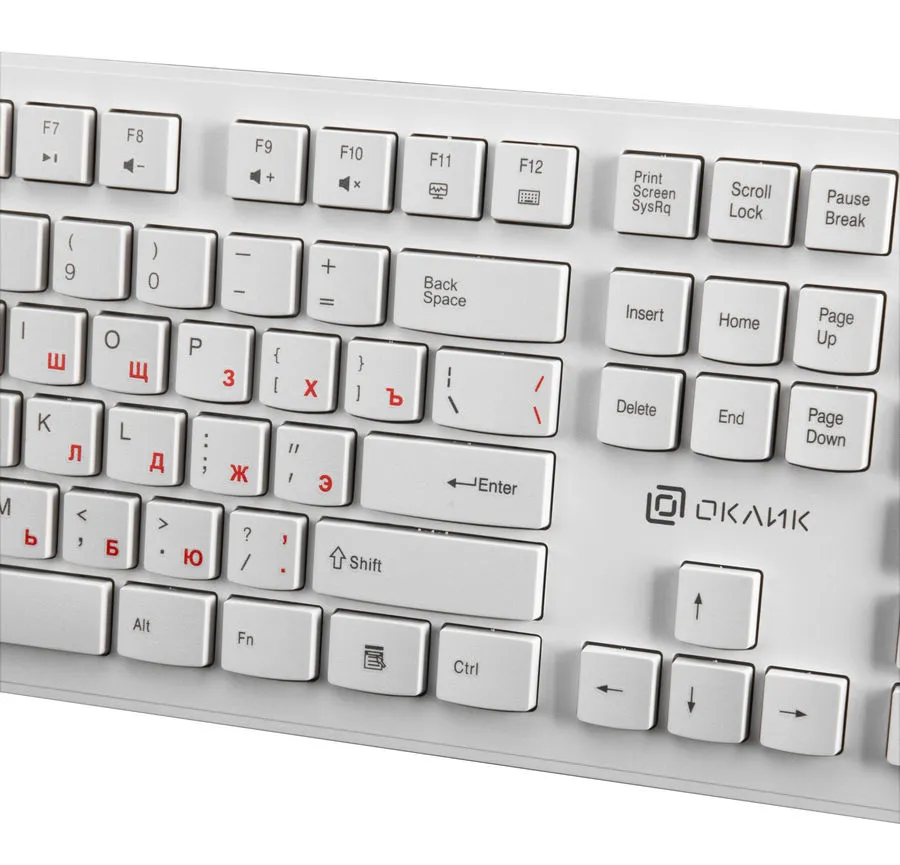 F7 F8 F9 F10 F11 F12 Print Screen SysRq Scroll Lock Pause Break
( 9 ) 0 — - + = Back Space Insert Home Page Up
I Ш O Щ P З { [ Х } ] Ъ ¦ \ / \ Delete End Page Down
K Л L Д : ; Ж " ' Э Enter
ОКЛИК
M Ь < , Б > . Ю ? / , . Shift
Alt Fn Ctrl